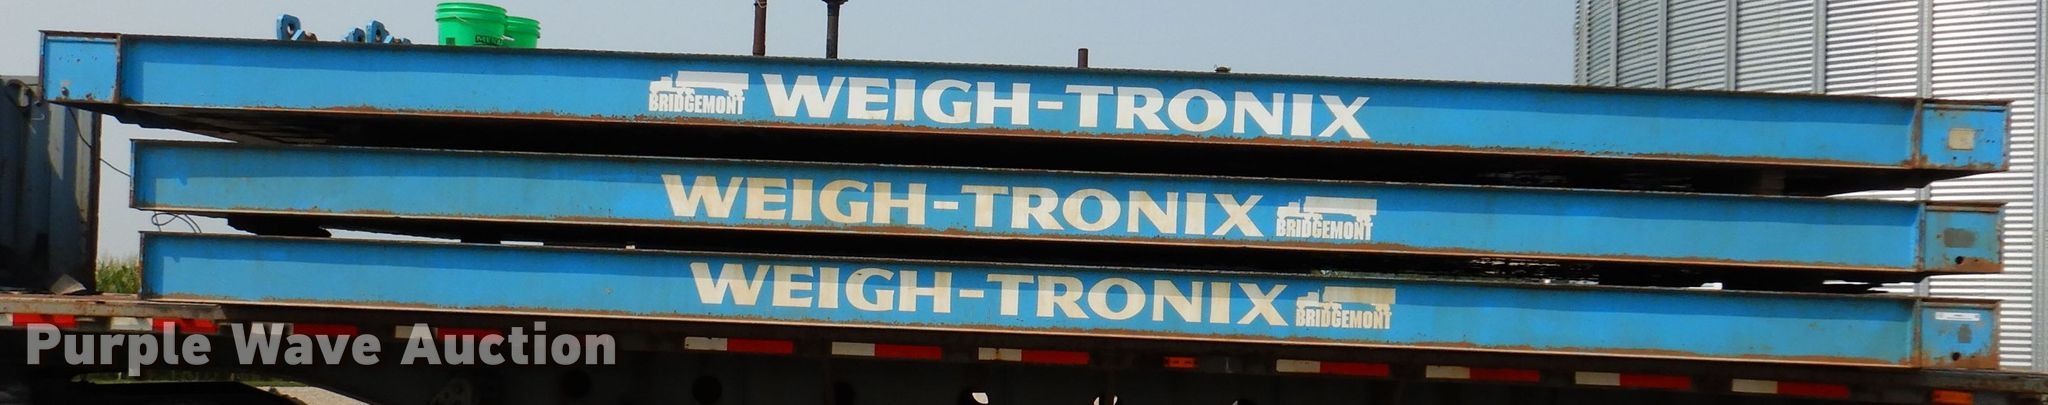 BRIDGEMONT WEIGH-TRONIX
WEIGH-TRONIX BRIDGEMONT
WEIGH-TRONIX BRIDGEMONT
Purple Wave Auction